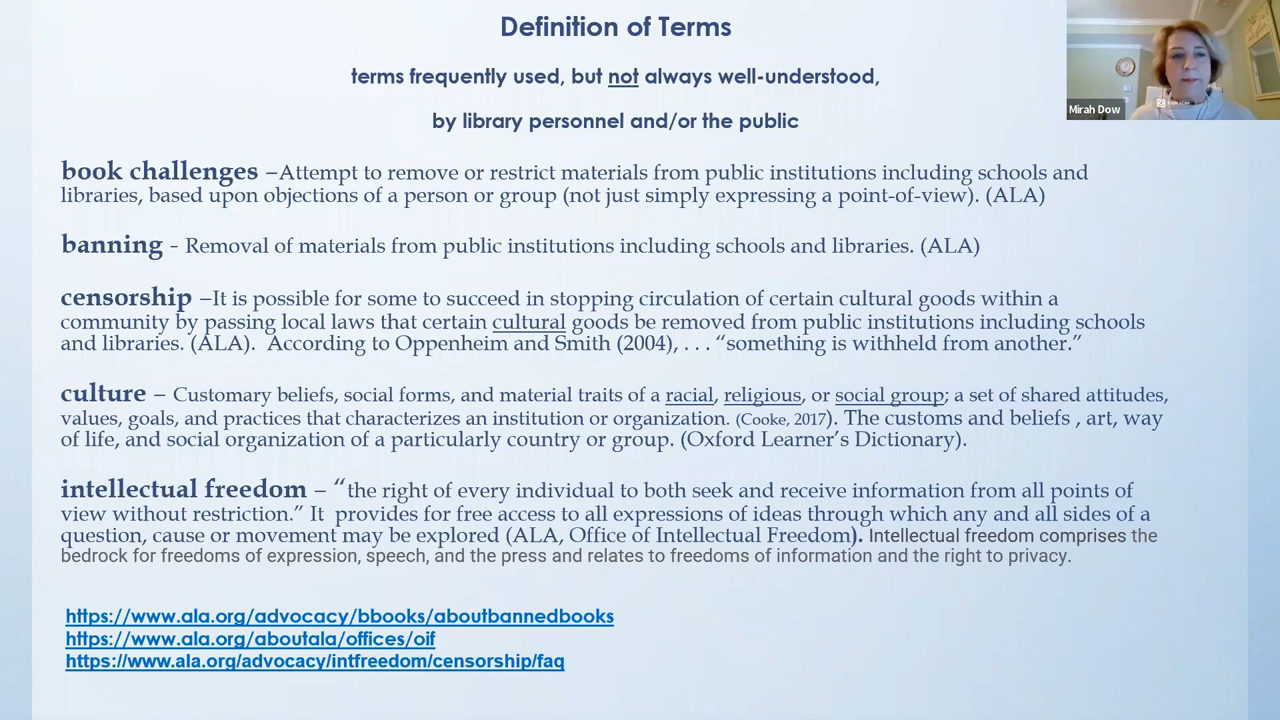 Definition of Terms
terms frequently used, but not always well-understood,
by library personnel and/or the public
Mirah Dow
book challenges –Attempt to remove or restrict materials from public institutions including schools and
libraries, based upon objections of a person or group (not just simply expressing a point-of-view). (ALA)
banning - Removal of materials from public institutions including schools and libraries. (ALA)
censorship –It is possible for some to succeed in stopping circulation of certain cultural goods within a
community by passing local laws that certain cultural goods be removed from public institutions including schools
and libraries. (ALA).  According to Oppenheim and Smith (2004), . . . “something is withheld from another.”
culture – Customary beliefs, social forms, and material traits of a racial, religious, or social group; a set of shared attitudes,
values, goals, and practices that characterizes an institution or organization. (Cooke, 2017). The customs and beliefs , art, way
of life, and social organization of a particularly country or group. (Oxford Learner’s Dictionary).
intellectual freedom – “the right of every individual to both seek and receive information from all points of
view without restriction.” It  provides for free access to all expressions of ideas through which any and all sides of a
question, cause or movement may be explored (ALA, Office of Intellectual Freedom). Intellectual freedom comprises the
bedrock for freedoms of expression, speech, and the press and relates to freedoms of information and the right to privacy.
https://www.ala.org/advocacy/bbooks/aboutbannedbooks
https://www.ala.org/aboutala/offices/oif
https://www.ala.org/advocacy/intfreedom/censorship/faq